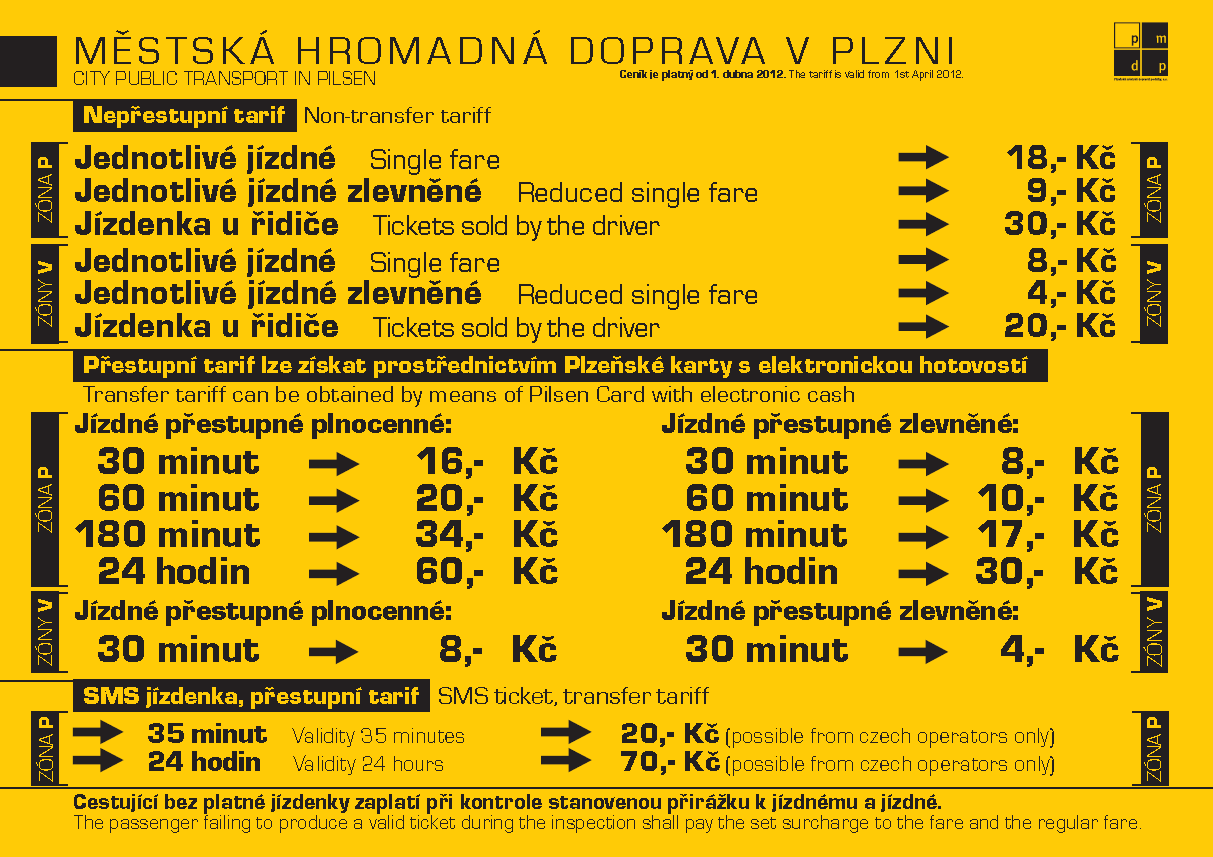 MĚSTSKÁ HROMADNÁ DOPRAVA V PLZNI
CITY PUBLIC TRANSPORT IN PILSEN
Ceník je platný od 1. dubna 2012. The tariff is valid from 1st April 2012.
p m
d p
Nepřestupní tarif Non-transfer tariff
ZÓNA P
Jednotlivé jízdné Single fare 18,- Kč
Jednotlivé jízdné zlevněné Reduced single fare 9,- Kč
Jízdenka u řidiče Tickets sold by the driver 30,- Kč
ZÓNA P
ZÓNY V
Jednotlivé jízdné Single fare 8,- Kč
Jednotlivé jízdné zlevněné Reduced single fare 4,- Kč
Jízdenka u řidiče Tickets sold by the driver 20,- Kč
ZÓNY V
Přestupní tarif lze získat prostřednictvím Plzeňské karty s elektronickou hotovostí
Transfer tariff can be obtained by means of Pilsen Card with electronic cash
ZÓNA P
Jízdné přestupné plnocenné: Jízdné přestupné zlevněné:
30 minut 16,- Kč 30 minut 8,- Kč
60 minut 20,- Kč 60 minut 10,- Kč
180 minut 34,- Kč 180 minut 17,- Kč
24 hodin 60,- Kč 24 hodin 30,- Kč
ZÓNA P
ZÓNY V
Jízdné přestupné plnocenné: Jízdné přestupné zlevněné:
30 minut 8,- Kč 30 minut 4,- Kč
ZÓNY V
SMS jízdenka, přestupní tarif SMS ticket, transfer tariff
ZÓNA P
35 minut Validity 35 minutes 20,- Kč (possible from czech operators only)
24 hodin Validity 24 hours 70,- Kč (possible from czech operators only)
ZÓNA P
Cestující bez platné jízdenky zaplatí při kontrole stanovenou přirážku k jízdnému a jízdné.
The passenger failing to produce a valid ticket during the inspection shall pay the set surcharge to the fare and the regular fare.